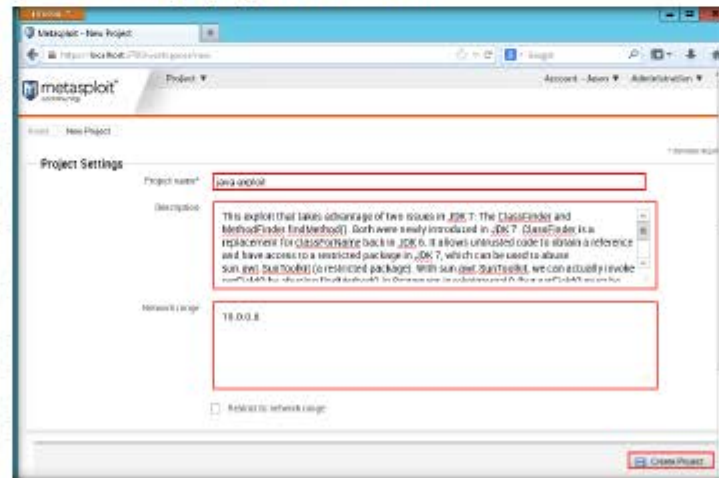 Metasploit - New Project
Google
metasploit
community
Project ▼
Account - Jason ▼
Administration ▼
New Project
Project Settings
Project name*
java exploit
Description
This exploit that takes advantage of two issues in JDK 7: The ClassFinder and
MethodFinder.findMethod(). Both were newly introduced in JDK 7. ClassFinder is a
replacement for classForName back in JDK 6. It allows untrusted code to obtain a reference
and have access to a restricted package in JDK 7, which can be used to abuse
sun.awt.SunToolkit (a restricted package). With sun.awt.SunToolkit, we can actually invoke
Network range
10.0.0.8
Restrict to network range
Create Project